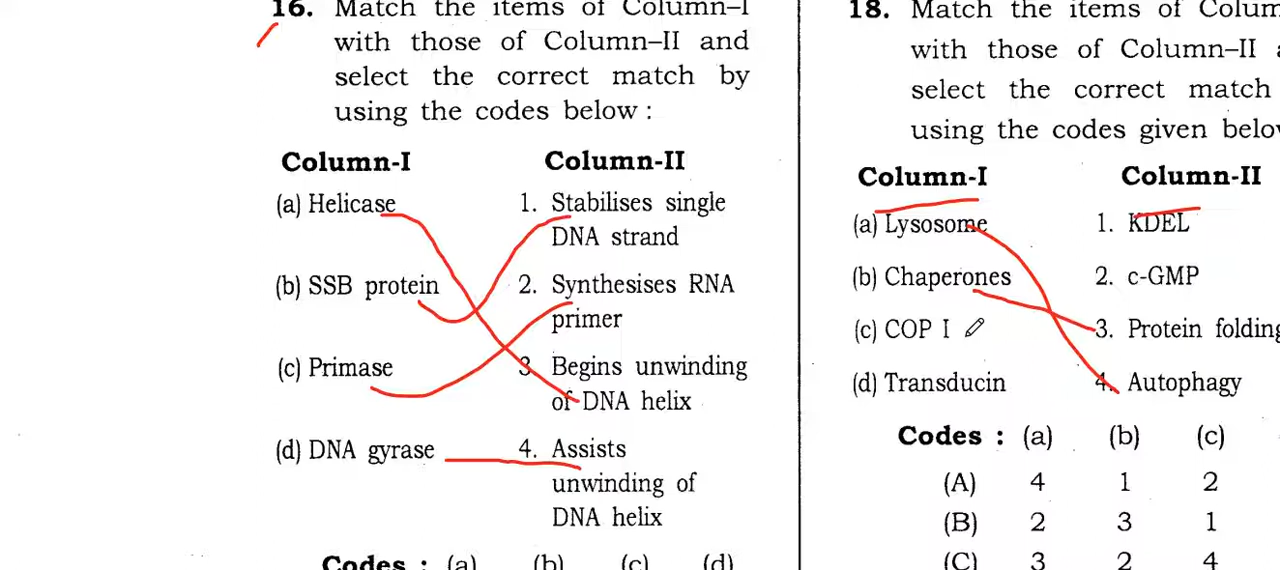 16. Match the items of Column–I
with those of Column–II and
select the correct match by
using the codes below :
Column-I Column-II
(a) Helicase 1. Stabilises single
DNA strand
(b) SSB protein 2. Synthesises RNA
primer
(c) Primase 3. Begins unwinding
of DNA helix
(d) DNA gyrase 4. Assists
unwinding of
DNA helix
Codes : (a) (b) (c) (d)
18. Match the items of Colum
with those of Column–II
select the correct match
using the codes given belo
Column-I Column-II
(a) Lysosome 1. KDEL
(b) Chaperones 2. c-GMP
(c) COP I 3. Protein folding
(d) Transducin 4. Autophagy
Codes : (a) (b) (c)
(A) 4 1 2
(B) 2 3 1
(C) 3 2 4